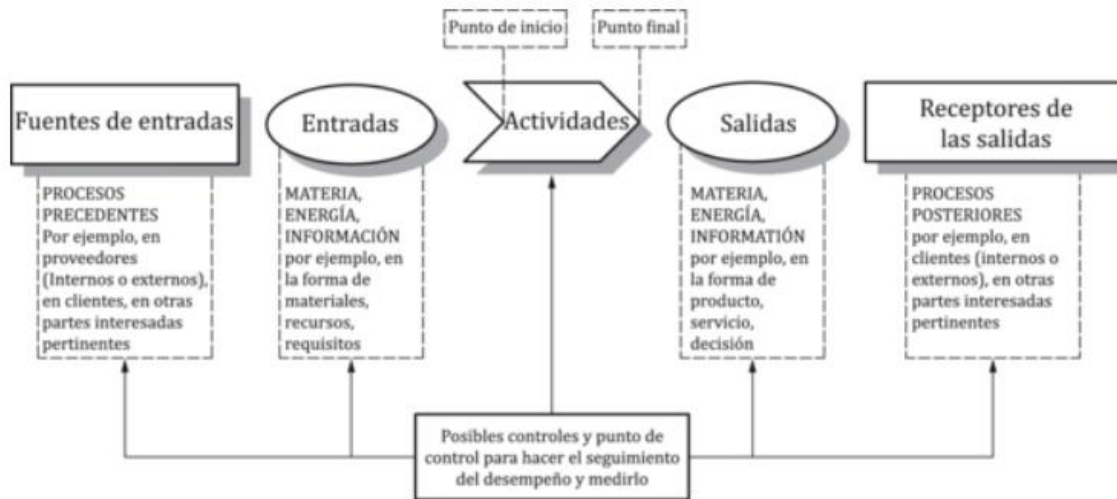 Punto de inicio
Punto final
Fuentes de entradas
Entradas
Actividades
Salidas
Receptores de
las salidas
PROCESOS
PRECEDENTES
Por ejemplo, en
proveedores
(Internos o externos),
en clientes, en otras
partes interesadas
pertinentes
MATERIA,
ENERGÍA,
INFORMACIÓN
por ejemplo, en
la forma de
materiales,
recursos,
requisitos
MATERIA,
ENERGÍA,
INFORMATIÓN
por ejemplo, en
la forma de
producto,
servicio,
decisión
PROCESOS
POSTERIORES
por ejemplo, en
clientes (internos o
externos), en otras
partes interesadas
pertinentes
Posibles controles y punto de
control para hacer el seguimiento
del desempeño y medirlo